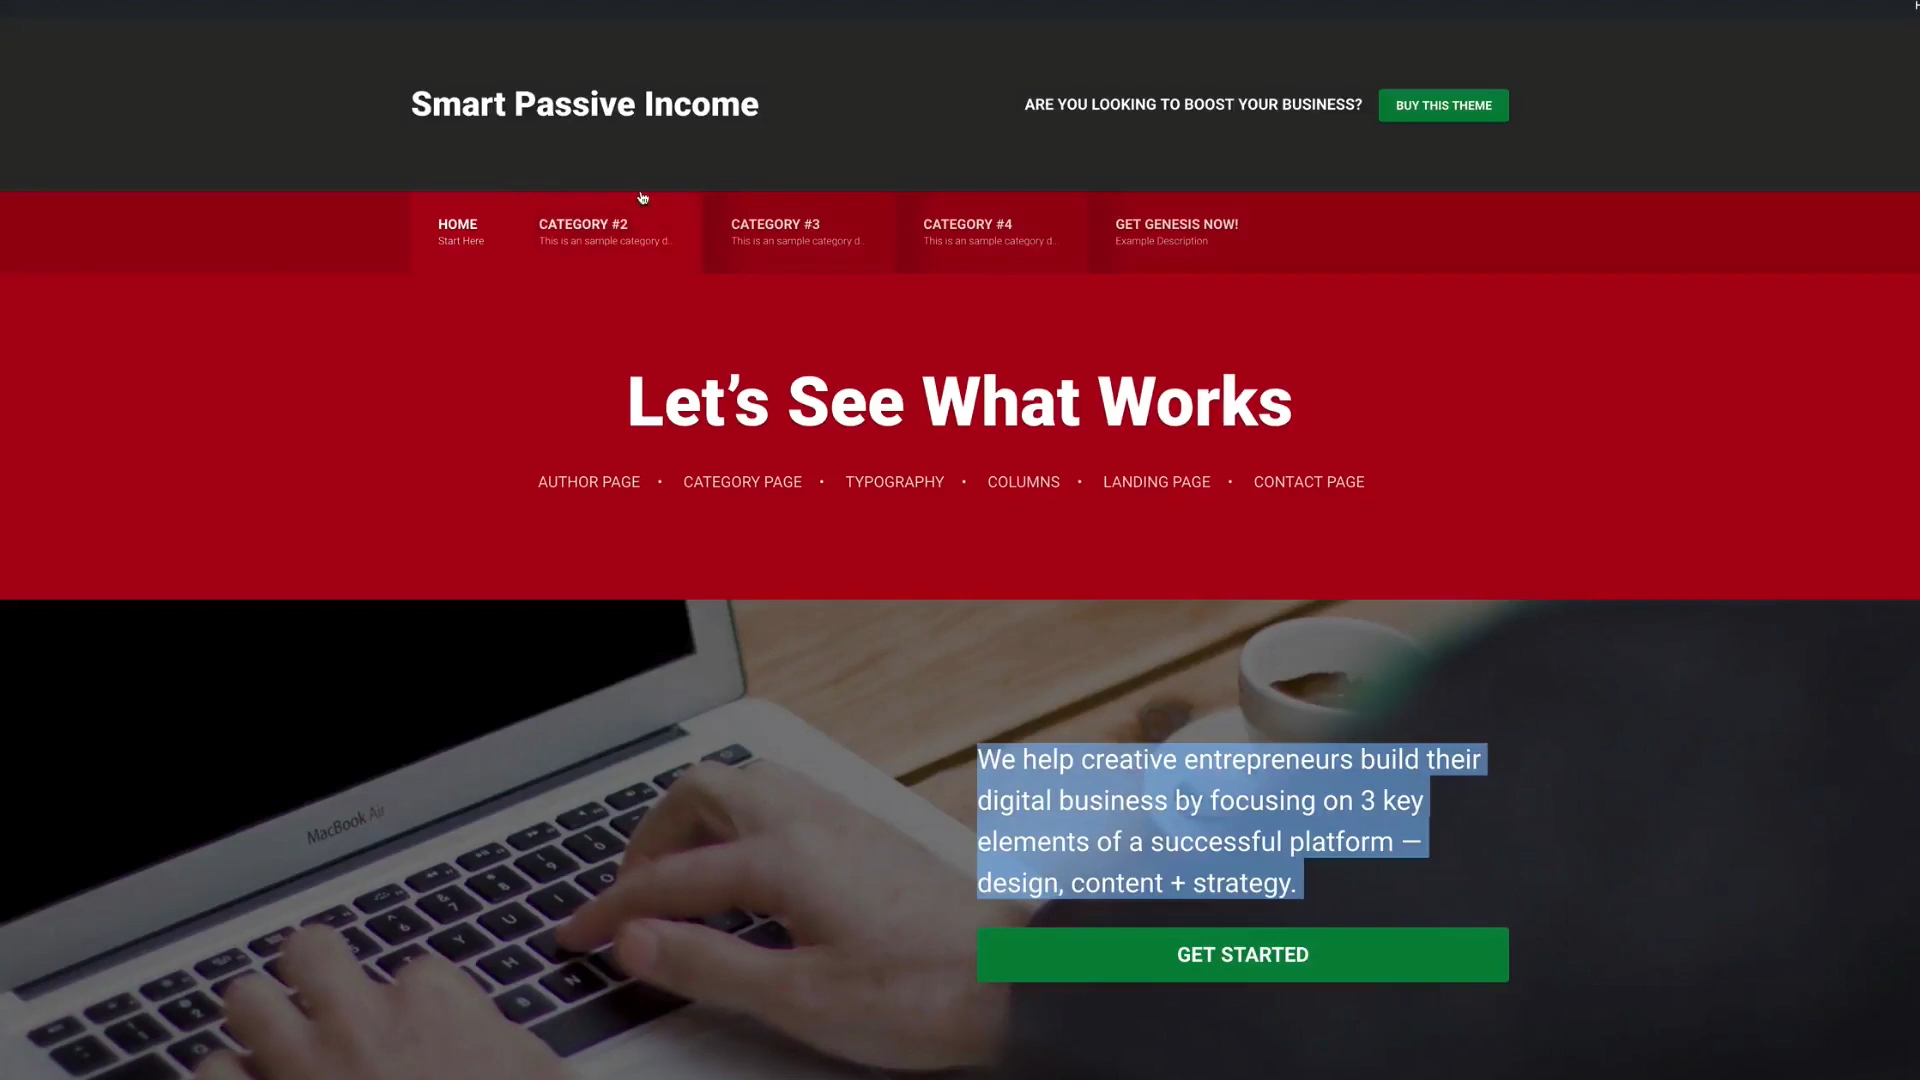 Smart Passive Income
ARE YOU LOOKING TO BOOST YOUR BUSINESS?
BUY THIS THEME
HOME
Start Here
CATEGORY #2
This is an sample category d...
CATEGORY #3
This is an sample category d...
CATEGORY #4
This is an sample category d...
GET GENESIS NOW!
Example Description
Let’s See What Works
AUTHOR PAGE • CATEGORY PAGE • TYPOGRAPHY • COLUMNS • LANDING PAGE • CONTACT PAGE
MacBook Air
We help creative entrepreneurs build their
digital business by focusing on 3 key
elements of a successful platform —
design, content + strategy.
GET STARTED